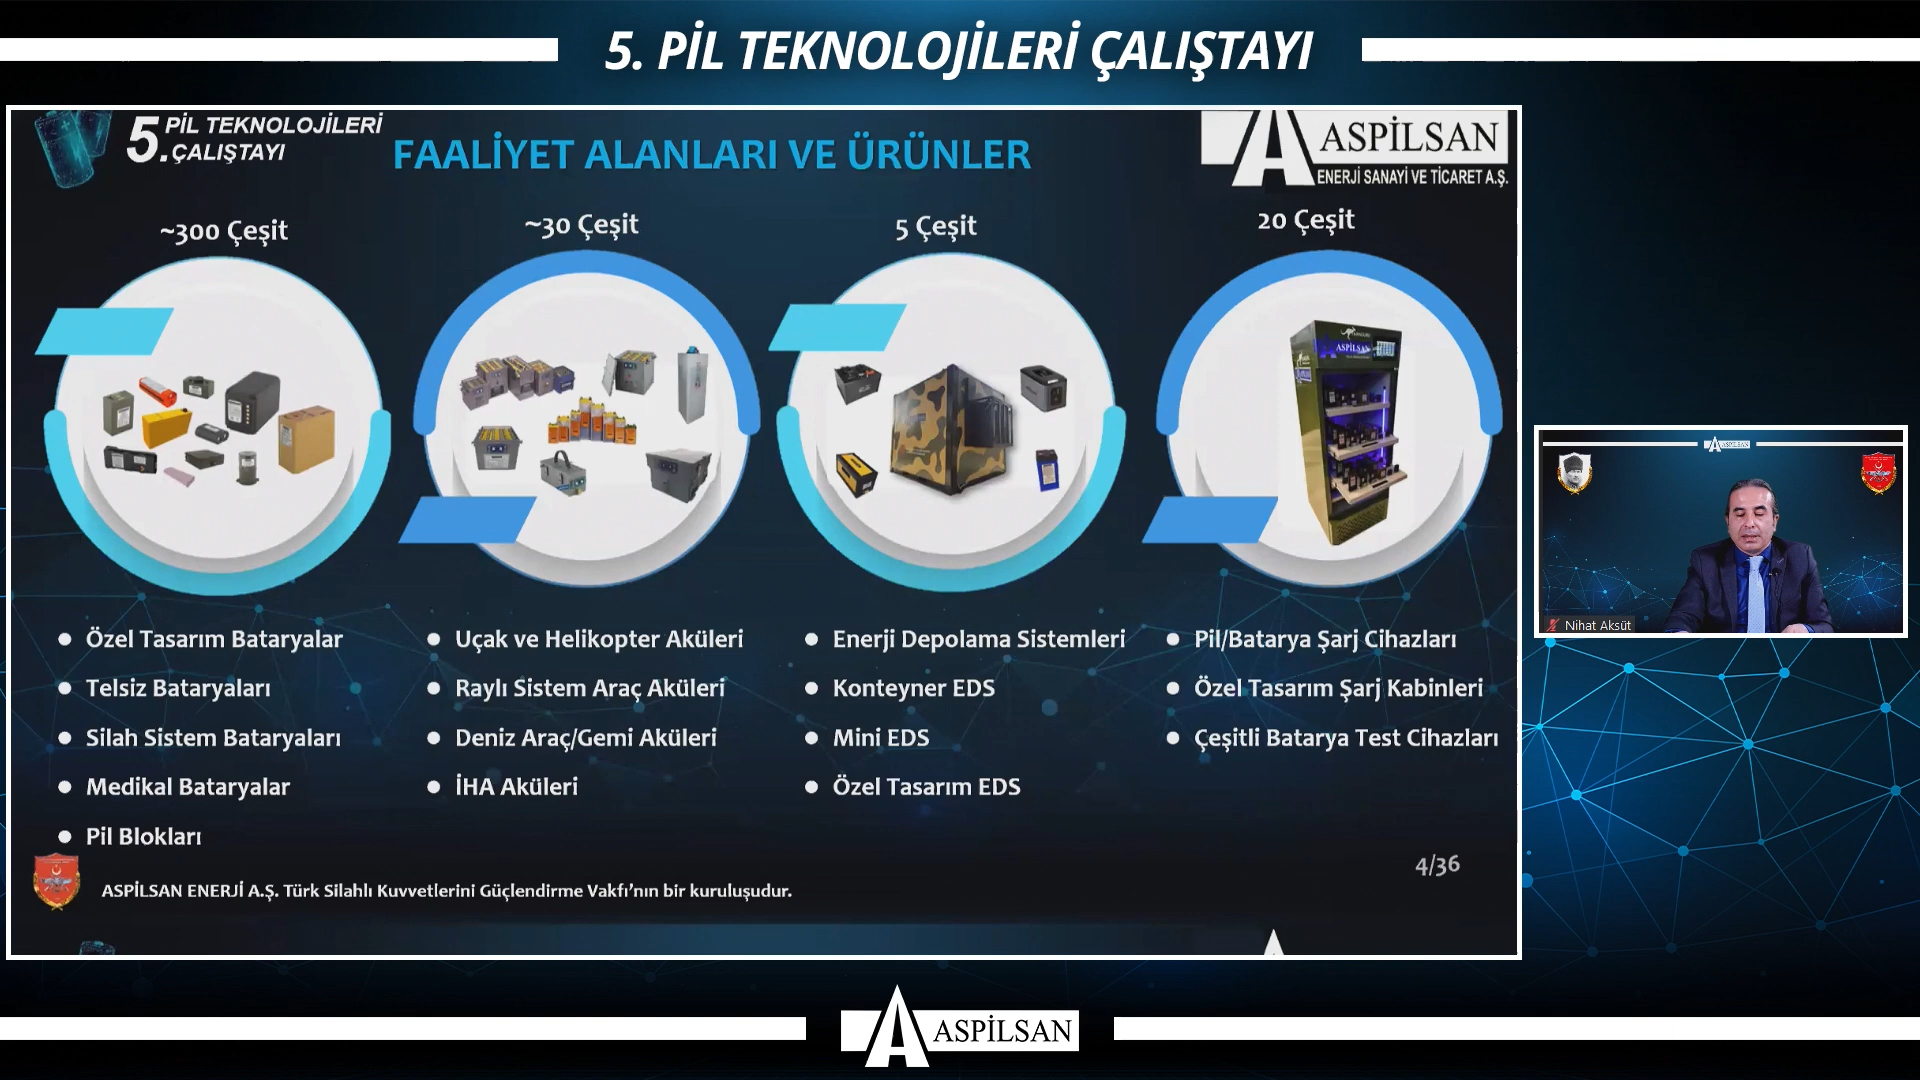 5. PİL TEKNOLOJİLERİ ÇALIŞTAYI
5. PİL TEKNOLOJİLERİ
ÇALIŞTAYI
FAALİYET ALANLARI VE ÜRÜNLER
ASPİLSAN
ENERJİ SANAYİ VE TİCARET A.Ş.
~300 Çeşit
~30 Çeşit
5 Çeşit
20 Çeşit
ASPİLSAN
Özel Tasarım Bataryalar
Telsiz Bataryaları
Silah Sistem Bataryaları
Medikal Bataryalar
Pil Blokları
Uçak ve Helikopter Aküleri
Raylı Sistem Araç Aküleri
Deniz Araç/Gemi Aküleri
İHA Aküleri
Enerji Depolama Sistemleri
Konteyner EDS
Mini EDS
Özel Tasarım EDS
Pil/Batarya Şarj Cihazları
Özel Tasarım Şarj Kabinleri
Çeşitli Batarya Test Cihazları
4/36
ASPİLSAN ENERJİ A.Ş. Türk Silahlı Kuvvetlerini Güçlendirme Vakfı'nın bir kuruluşudur.
ASPİLSAN
Nihat Aksüt
ASPİLSAN